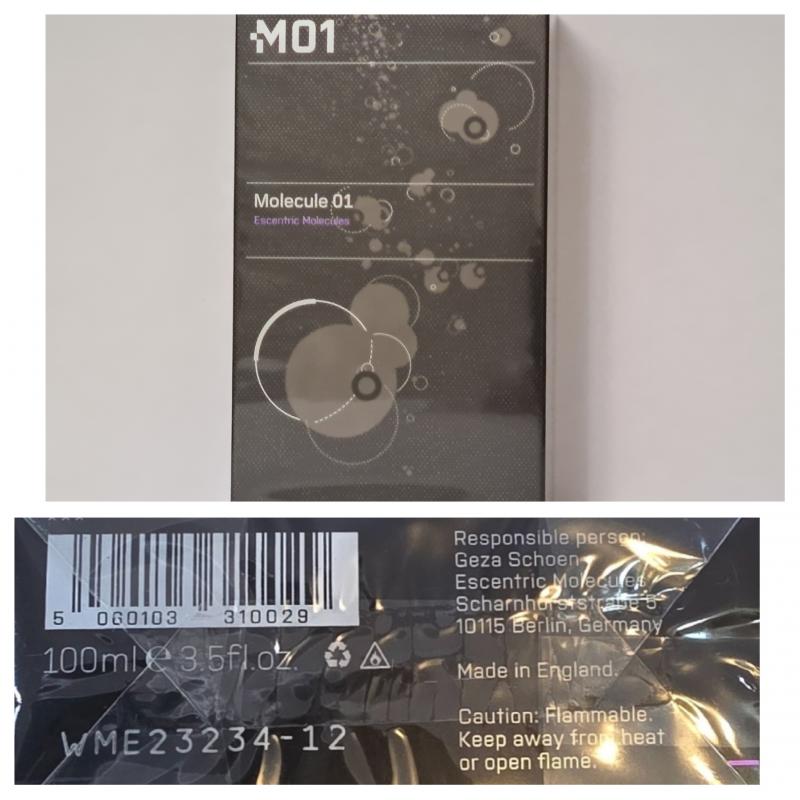 M01
Molecule 01
Escentric Molecules
5 060103 310029
100ml e 3.5fl.oz.
WME23234-12
Responsible person:
Geza Schoen
Escentric Molecules
Scharnhorststraße 5
10115 Berlin, Germany
Made in England.
Caution: Flammable.
Keep away from heat
or open flame.